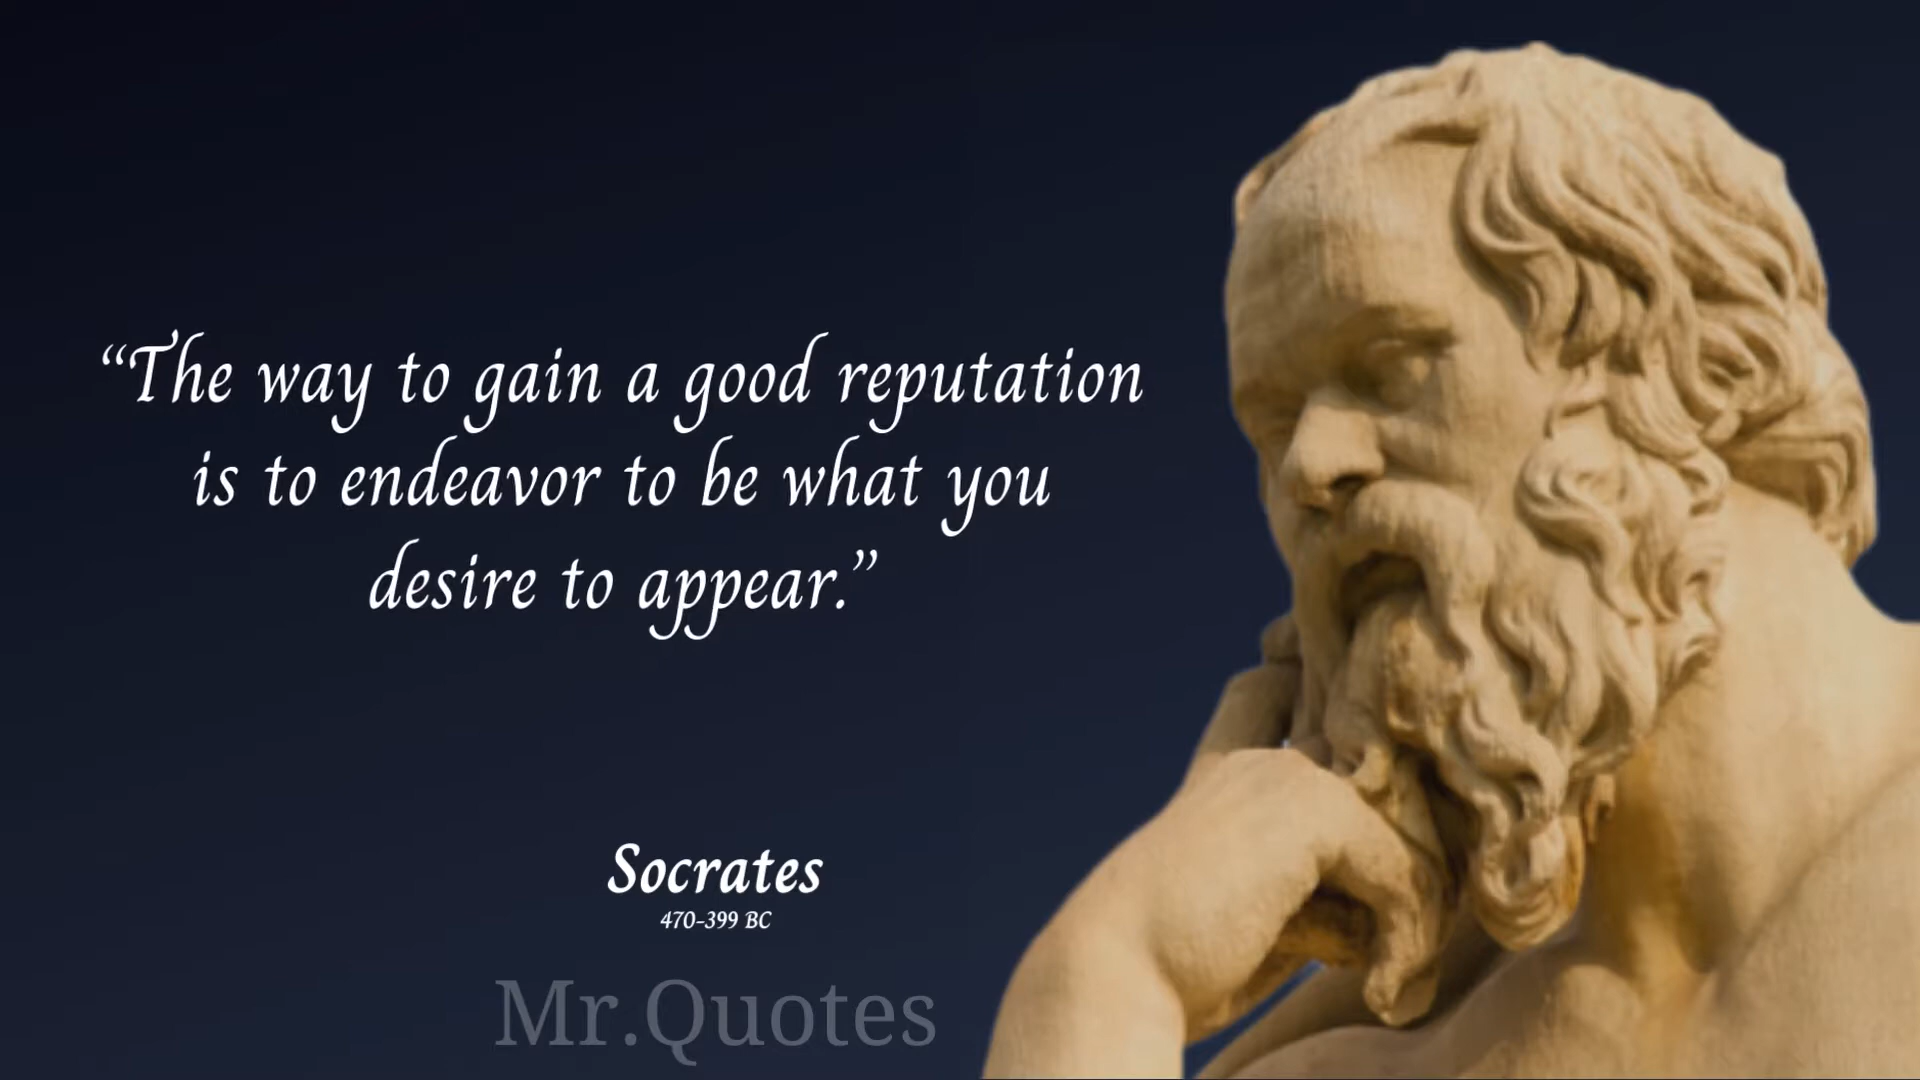 “The way to gain a good reputation
is to endeavor to be what you
desire to appear.”
Socrates
470-399 BC
Mr.Quotes